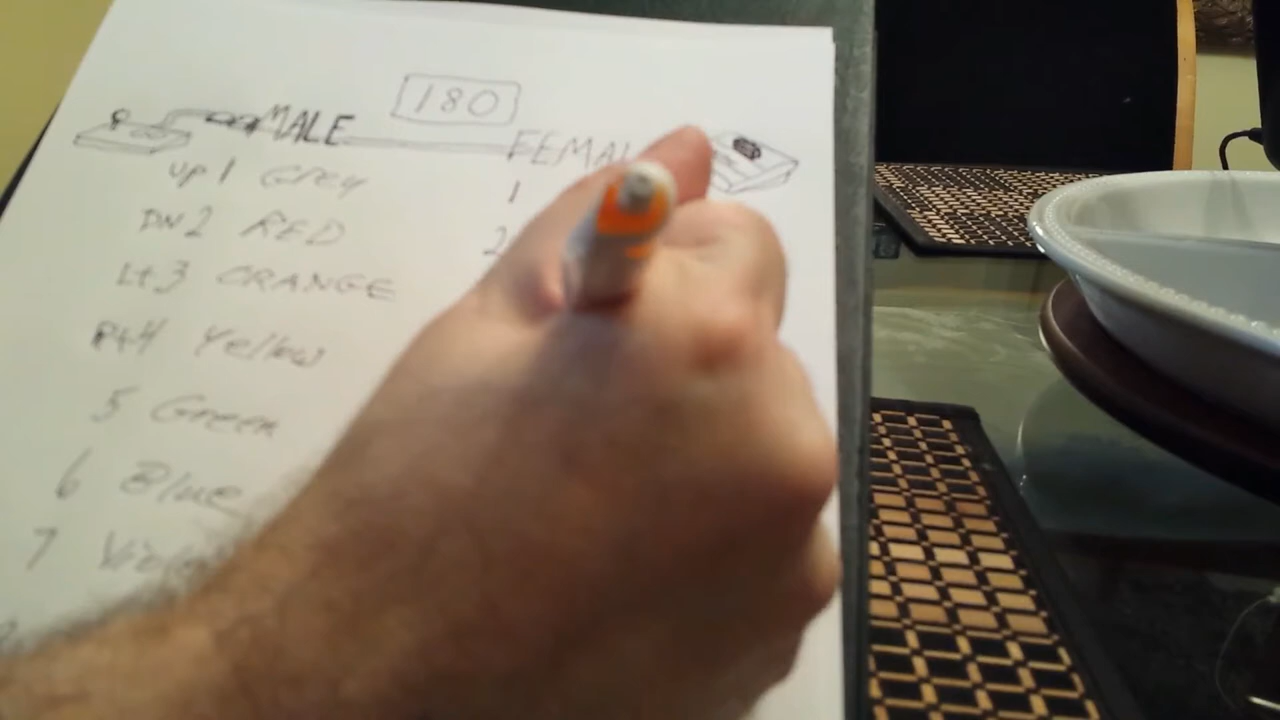 180
MALE FEMAL
up 1 Grey 1
DN 2 RED 2
Lt 3 ORANGE
Rt 4 Yellow
5 Green
6 Blue
7